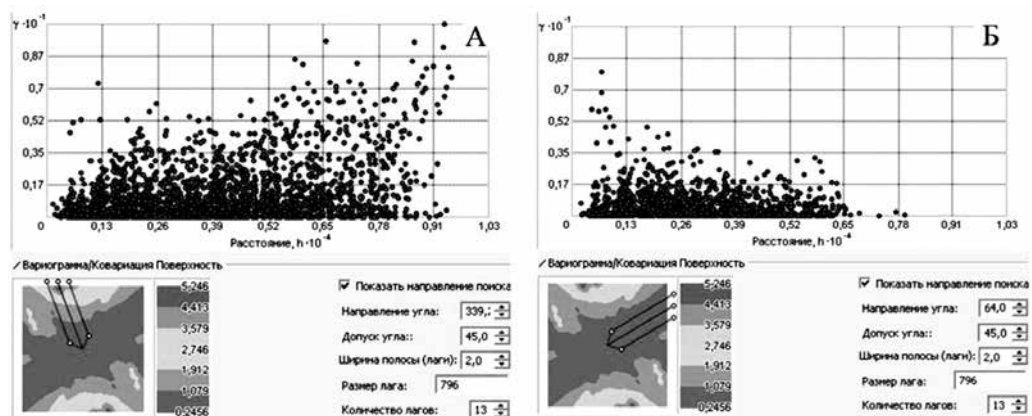 γ·10⁻¹
А
0,87
0,7
0,52
0,35
0,17
0 0,13 0,26 0,39 0,52 0,65 0,78 0,91 1,03
Расстояние, h·10⁻⁴
Вариограмма/Ковариация Поверхность
5,246
4,413
3,579
2,746
1,912
1,079
0,2456
Показать направление поиска
Направление угла: 339,
Допуск угла:: 45,0
Ширина полосы (лаги): 2,0
Размер лага: 796
Количество лагов: 13
γ·10⁻¹
Б
0,87
0,7
0,52
0,35
0,17
0 0,13 0,26 0,39 0,52 0,65 0,78 0,91 1,03
Расстояние, h·10⁻⁴
Вариограмма/Ковариация Поверхность
5,246
4,413
3,579
2,746
1,912
1,079
0,2456
Показать направление поиска
Направление угла: 64,0
Допуск угла:: 45,0
Ширина полосы (лаги): 2,0
Размер лага: 796
Количество лагов: 13